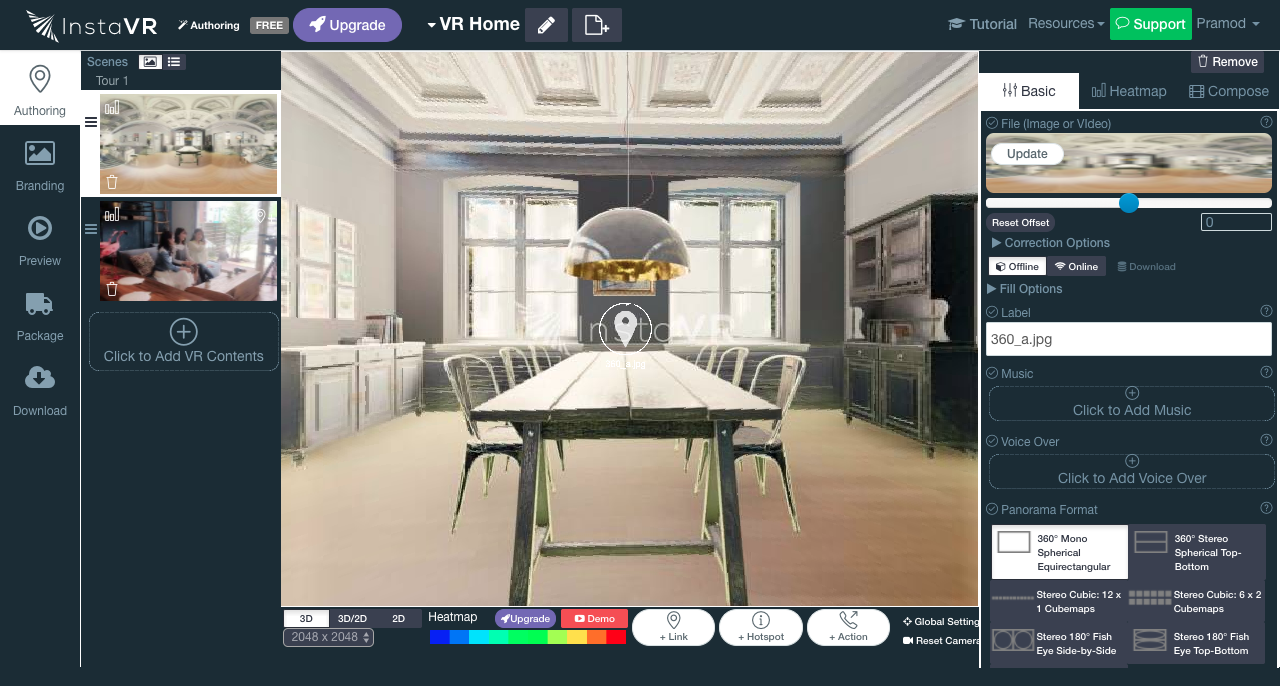 InstaVR
Authoring
FREE
Upgrade
VR Home
Tutorial
Resources
Support
Pramod
Scenes
Tour 1
Remove
Authoring
Branding
Preview
Package
Download
Click to Add VR Contents
InstaVR
360_a.jpg
Basic
Heatmap
Compose
File (Image or VIdeo)
Update
Reset Offset
0
Correction Options
Offline
Online
Download
Fill Options
Label
360_a.jpg
Music
Click to Add Music
Voice Over
Click to Add Voice Over
Panorama Format
360° Mono
Spherical
Equirectangular
360° Stereo
Spherical Top-
Bottom
Stereo Cubic: 12 x
1 Cubemaps
Stereo Cubic: 6 x 2
Cubemaps
Stereo 180° Fish
Eye Side-by-Side
Stereo 180° Fish
Eye Top-Bottom
3D
3D/2D
2D
2048 x 2048
Heatmap
Upgrade
Demo
+ Link
+ Hotspot
+ Action
Global Setting
Reset Camera